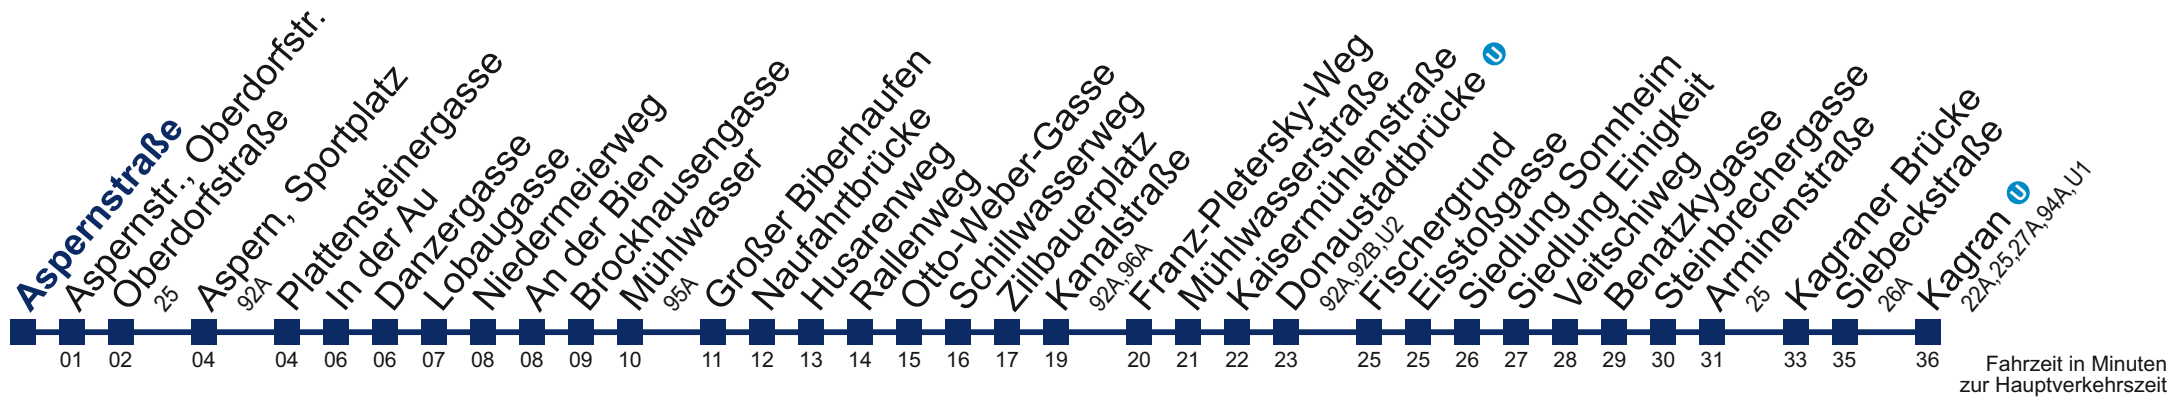 Aspernstraße
Aspernstr., Oberdorfstr.
Oberdorfstraße
25
Aspern, Sportplatz
92A
Plattensteinergasse
In der Au
Danzergasse
Lobaugasse
Niedermeierweg
An der Bien
Brockhausengasse
Mühlwasser
95A
Großer Biberhaufen
Naufahrtbrücke
Husarenweg
Rallenweg
Otto-Weber-Gasse
Schillwasserweg
Zillbauerplatz
Kanalstraße
92A,96A
Franz-Pletersky-Weg
Mühlwasserstraße
Kaisermühlenstraße
Donaustadtbrücke U
92A,92B,U2
Fischergrund
Eisstoßgasse
Siedlung Sonnheim
Siedlung Einigkeit
Veitschiweg
Benatzkygasse
Steinbrechergasse
Arminenstraße
25
Kagraner Brücke
Siebeckstraße
26A
Kagran U
22A,25,27A,94A,U1
01 02 04 04 06 06 07 08 08 09 10 11 12 13 14 15 16 17 19 20 21 22 23 25 25 26 27 28 29 30 31 33 35 36
Fahrzeit in Minuten
zur Hauptverkehrszeit